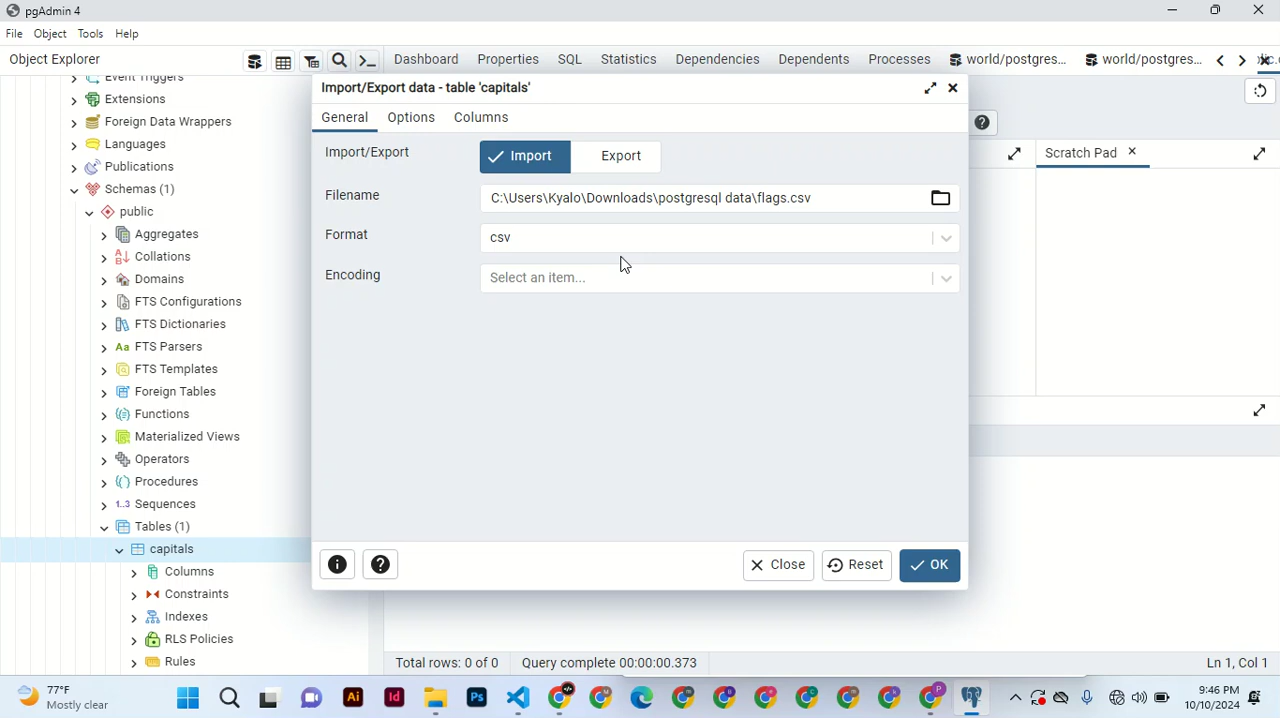 pgAdmin 4
File Object Tools Help
Object Explorer
Dashboard Properties SQL Statistics Dependencies Dependents Processes world/postgres... world/postgres...
Event Triggers
Extensions
Foreign Data Wrappers
Languages
Publications
Schemas (1)
public
Aggregates
Collations
Domains
FTS Configurations
FTS Dictionaries
FTS Parsers
Aa
FTS Templates
Foreign Tables
Functions
Materialized Views
Operators
Procedures
1..3 Sequences
Tables (1)
capitals
Columns
Constraints
Indexes
RLS Policies
Rules
Import/Export data - table 'capitals'
General Options Columns
Import/Export Import Export
Filename C:\Users\Kyalo\Downloads\postgresql data\flags.csv
Format csv
Encoding Select an item...
Close Reset OK
Scratch Pad
Total rows: 0 of 0 Query complete 00:00:00.373 Ln 1, Col 1
77°F
Mostly clear
Ai Id Ps
9:46 PM
10/10/2024